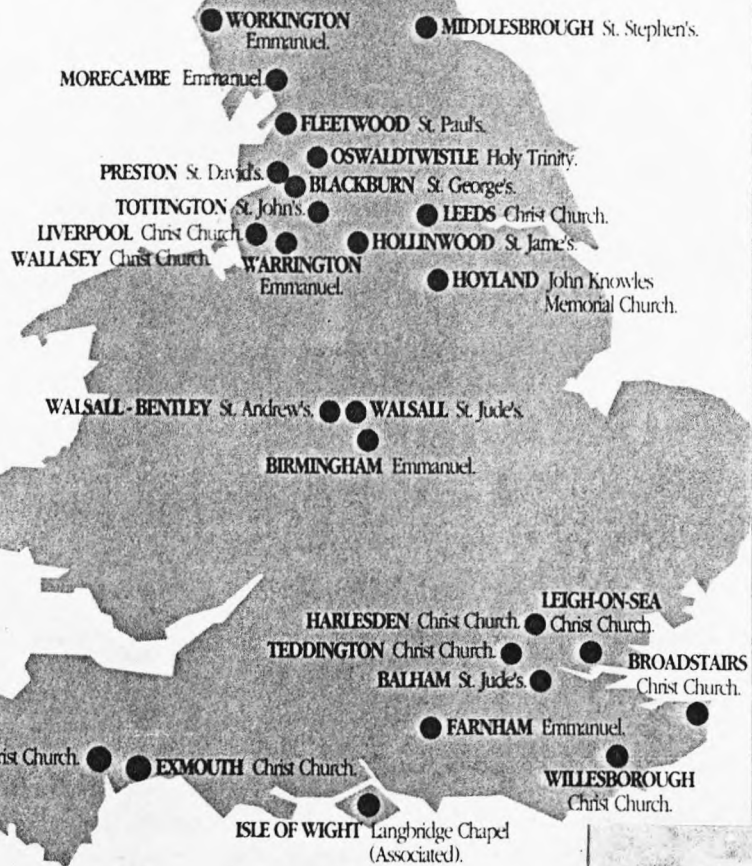 WORKINGTON
Emmanuel.
MIDDLESBROUGH St. Stephen's.
MORECAMBE Emmanuel.
FLEETWOOD St. Paul's.
OSWALDTWISTLE Holy Trinity.
PRESTON St. David's.
BLACKBURN St. George's.
TOTTINGTON St. John's.
LEEDS Christ Church.
LIVERPOOL Christ Church.
HOLLINWOOD St. Jame's.
WALLASEY Christ Church.
WARRINGTON
Emmanuel.
HOYLAND John Knowles
Memorial Church.
WALSALL - BENTLEY St. Andrew's.
WALSALL St. Jude's.
BIRMINGHAM Emmanuel.
LEIGH-ON-SEA
Christ Church.
HARLESDEN Christ Church.
TEDDINGTON Christ Church.
BROADSTAIRS
Christ Church.
BALHAM St. Jude's.
FARNHAM Emmanuel.
Church.
EXMOUTH Christ Church.
WILLESBOROUGH
Christ Church.
ISLE OF WIGHT Langbridge Chapel
(Associated).